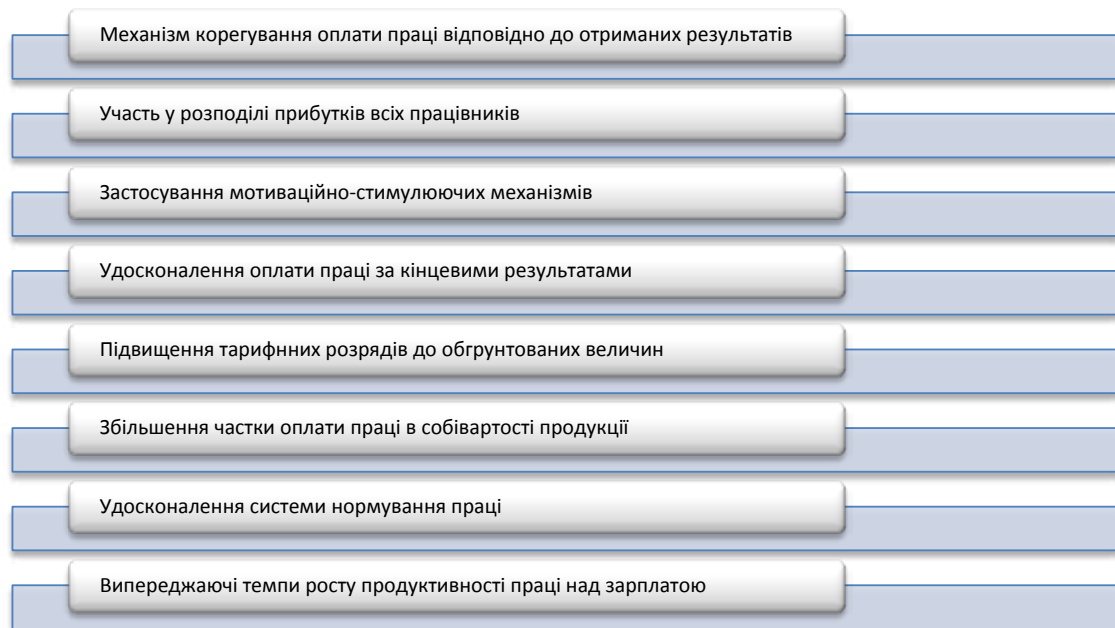 Механізм корегування оплати праці відповідно до отриманих результатів
Участь у розподілі прибутків всіх працівників
Застосування мотиваційно-стимулюючих механізмів
Удосконалення оплати праці за кінцевими результатами
Підвищення тарифнних розрядів до обгрунтованих величин
Збільшення частки оплати праці в собівартості продукції
Удосконалення системи нормування праці
Випереджаючі темпи росту продуктивності праці над зарплатою